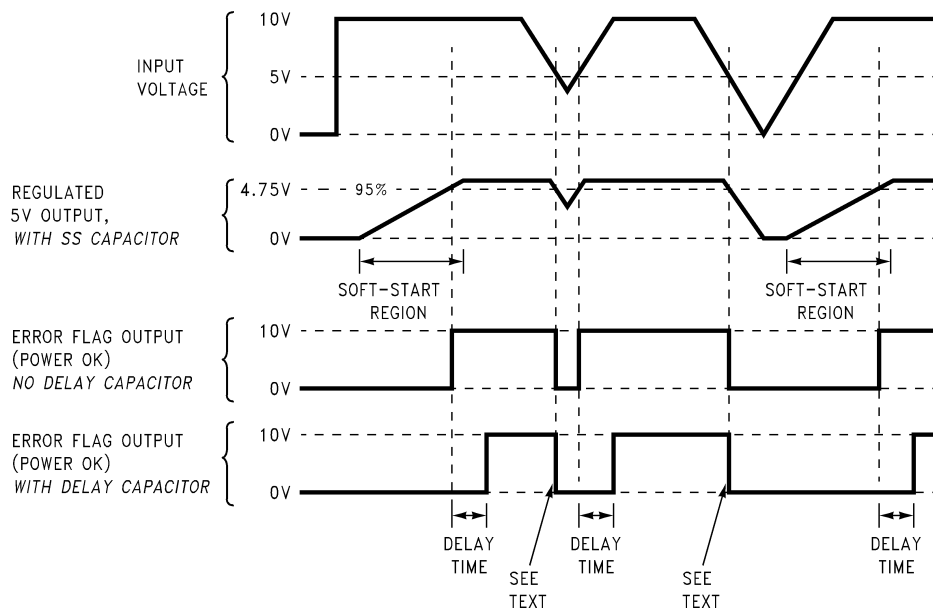 10V
INPUT
VOLTAGE
5V
0V
REGULATED
5V OUTPUT,
WITH SS CAPACITOR
4.75V
95%
0V
SOFT-START
REGION
SOFT-START
REGION
ERROR FLAG OUTPUT
(POWER OK)
NO DELAY CAPACITOR
10V
0V
ERROR FLAG OUTPUT
(POWER OK)
WITH DELAY CAPACITOR
10V
0V
DELAY
TIME
SEE
TEXT
DELAY
TIME
SEE
TEXT
DELAY
TIME